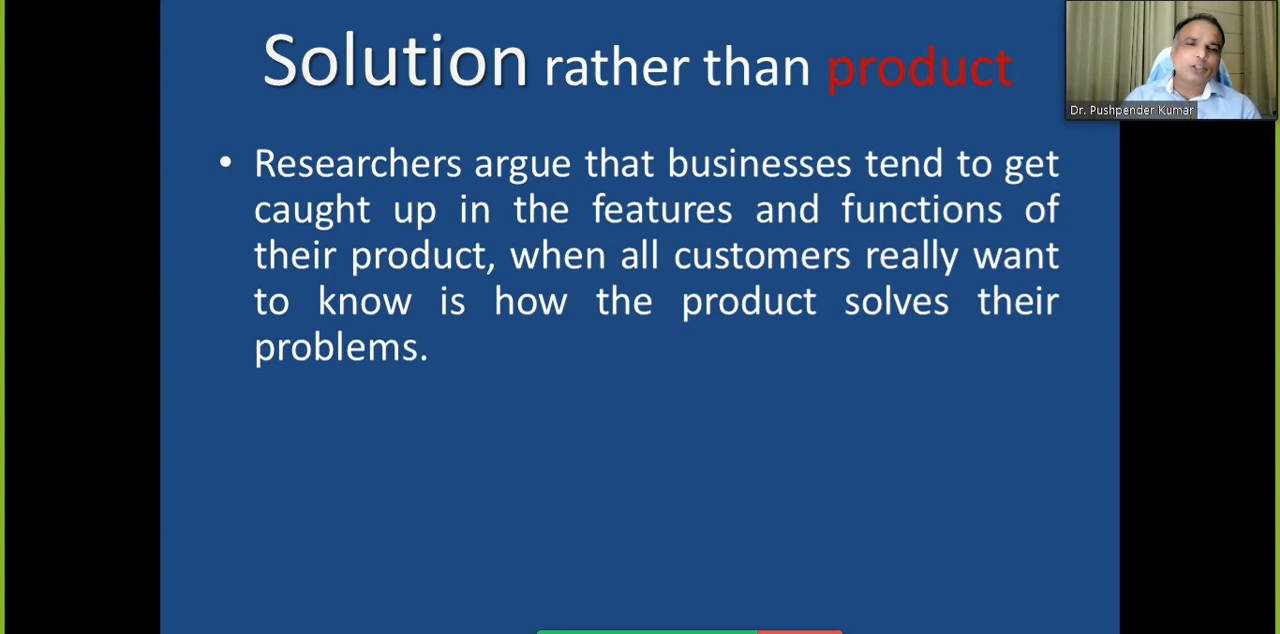 Solution rather than product
Dr. Pushpender Kumar
• Researchers argue that businesses tend to get
caught up in the features and functions of
their product, when all customers really want
to know is how the product solves their
problems.